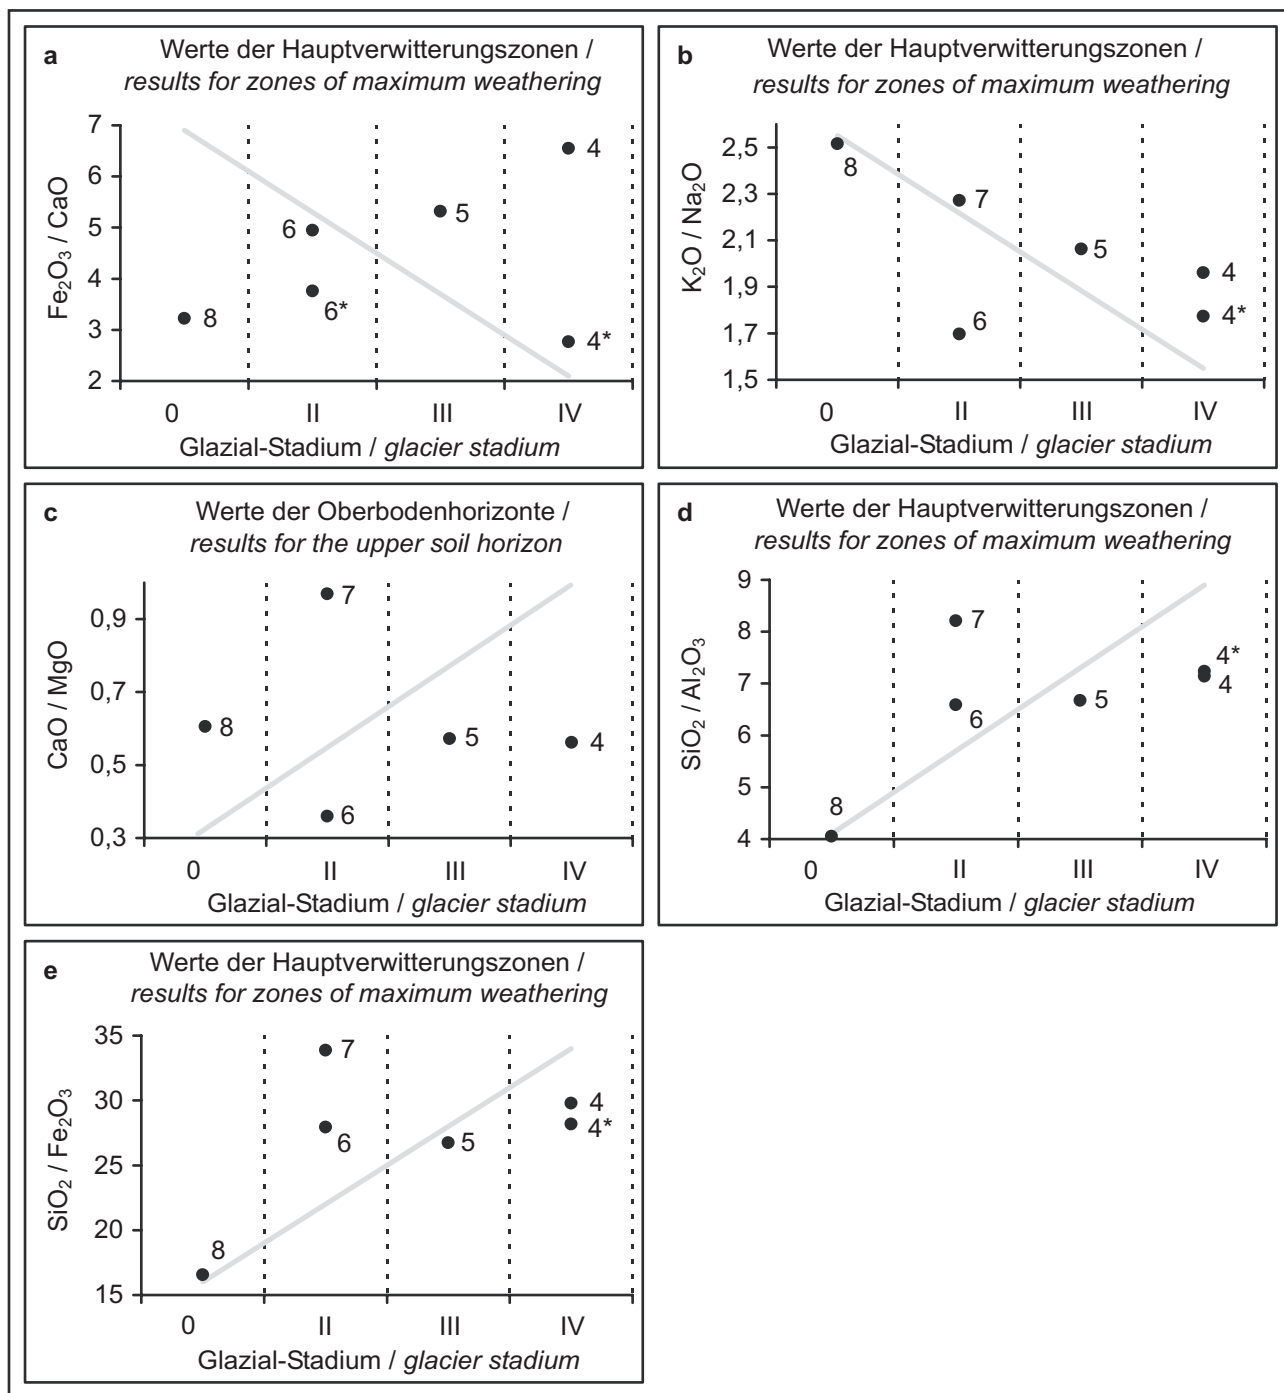 a
Werte der Hauptverwitterungszonen /
results for zones of maximum weathering
7
6
5
4
3
2
Fe₂O₃ / CaO
8
6
6*
5
4
4*
0 II III IV
Glazial-Stadium / glacier stadium
b
Werte der Hauptverwitterungszonen /
results for zones of maximum weathering
2,5
2,3
2,1
1,9
1,7
1,5
K₂O / Na₂O
8
7
6
5
4
4*
0 II III IV
Glazial-Stadium / glacier stadium
c
Werte der Oberbodenhorizonte /
results for the upper soil horizon
0,9
0,7
0,5
0,3
CaO / MgO
8
7
6
5
4
0 II III IV
Glazial-Stadium / glacier stadium
d
Werte der Hauptverwitterungszonen /
results for zones of maximum weathering
9
8
7
6
5
4
SiO₂ / Al₂O₃
8
7
6
5
4*
4
0 II III IV
Glazial-Stadium / glacier stadium
e
Werte der Hauptverwitterungszonen /
results for zones of maximum weathering
35
30
25
20
15
SiO₂ / Fe₂O₃
8
7
6
5
4
4*
0 II III IV
Glazial-Stadium / glacier stadium